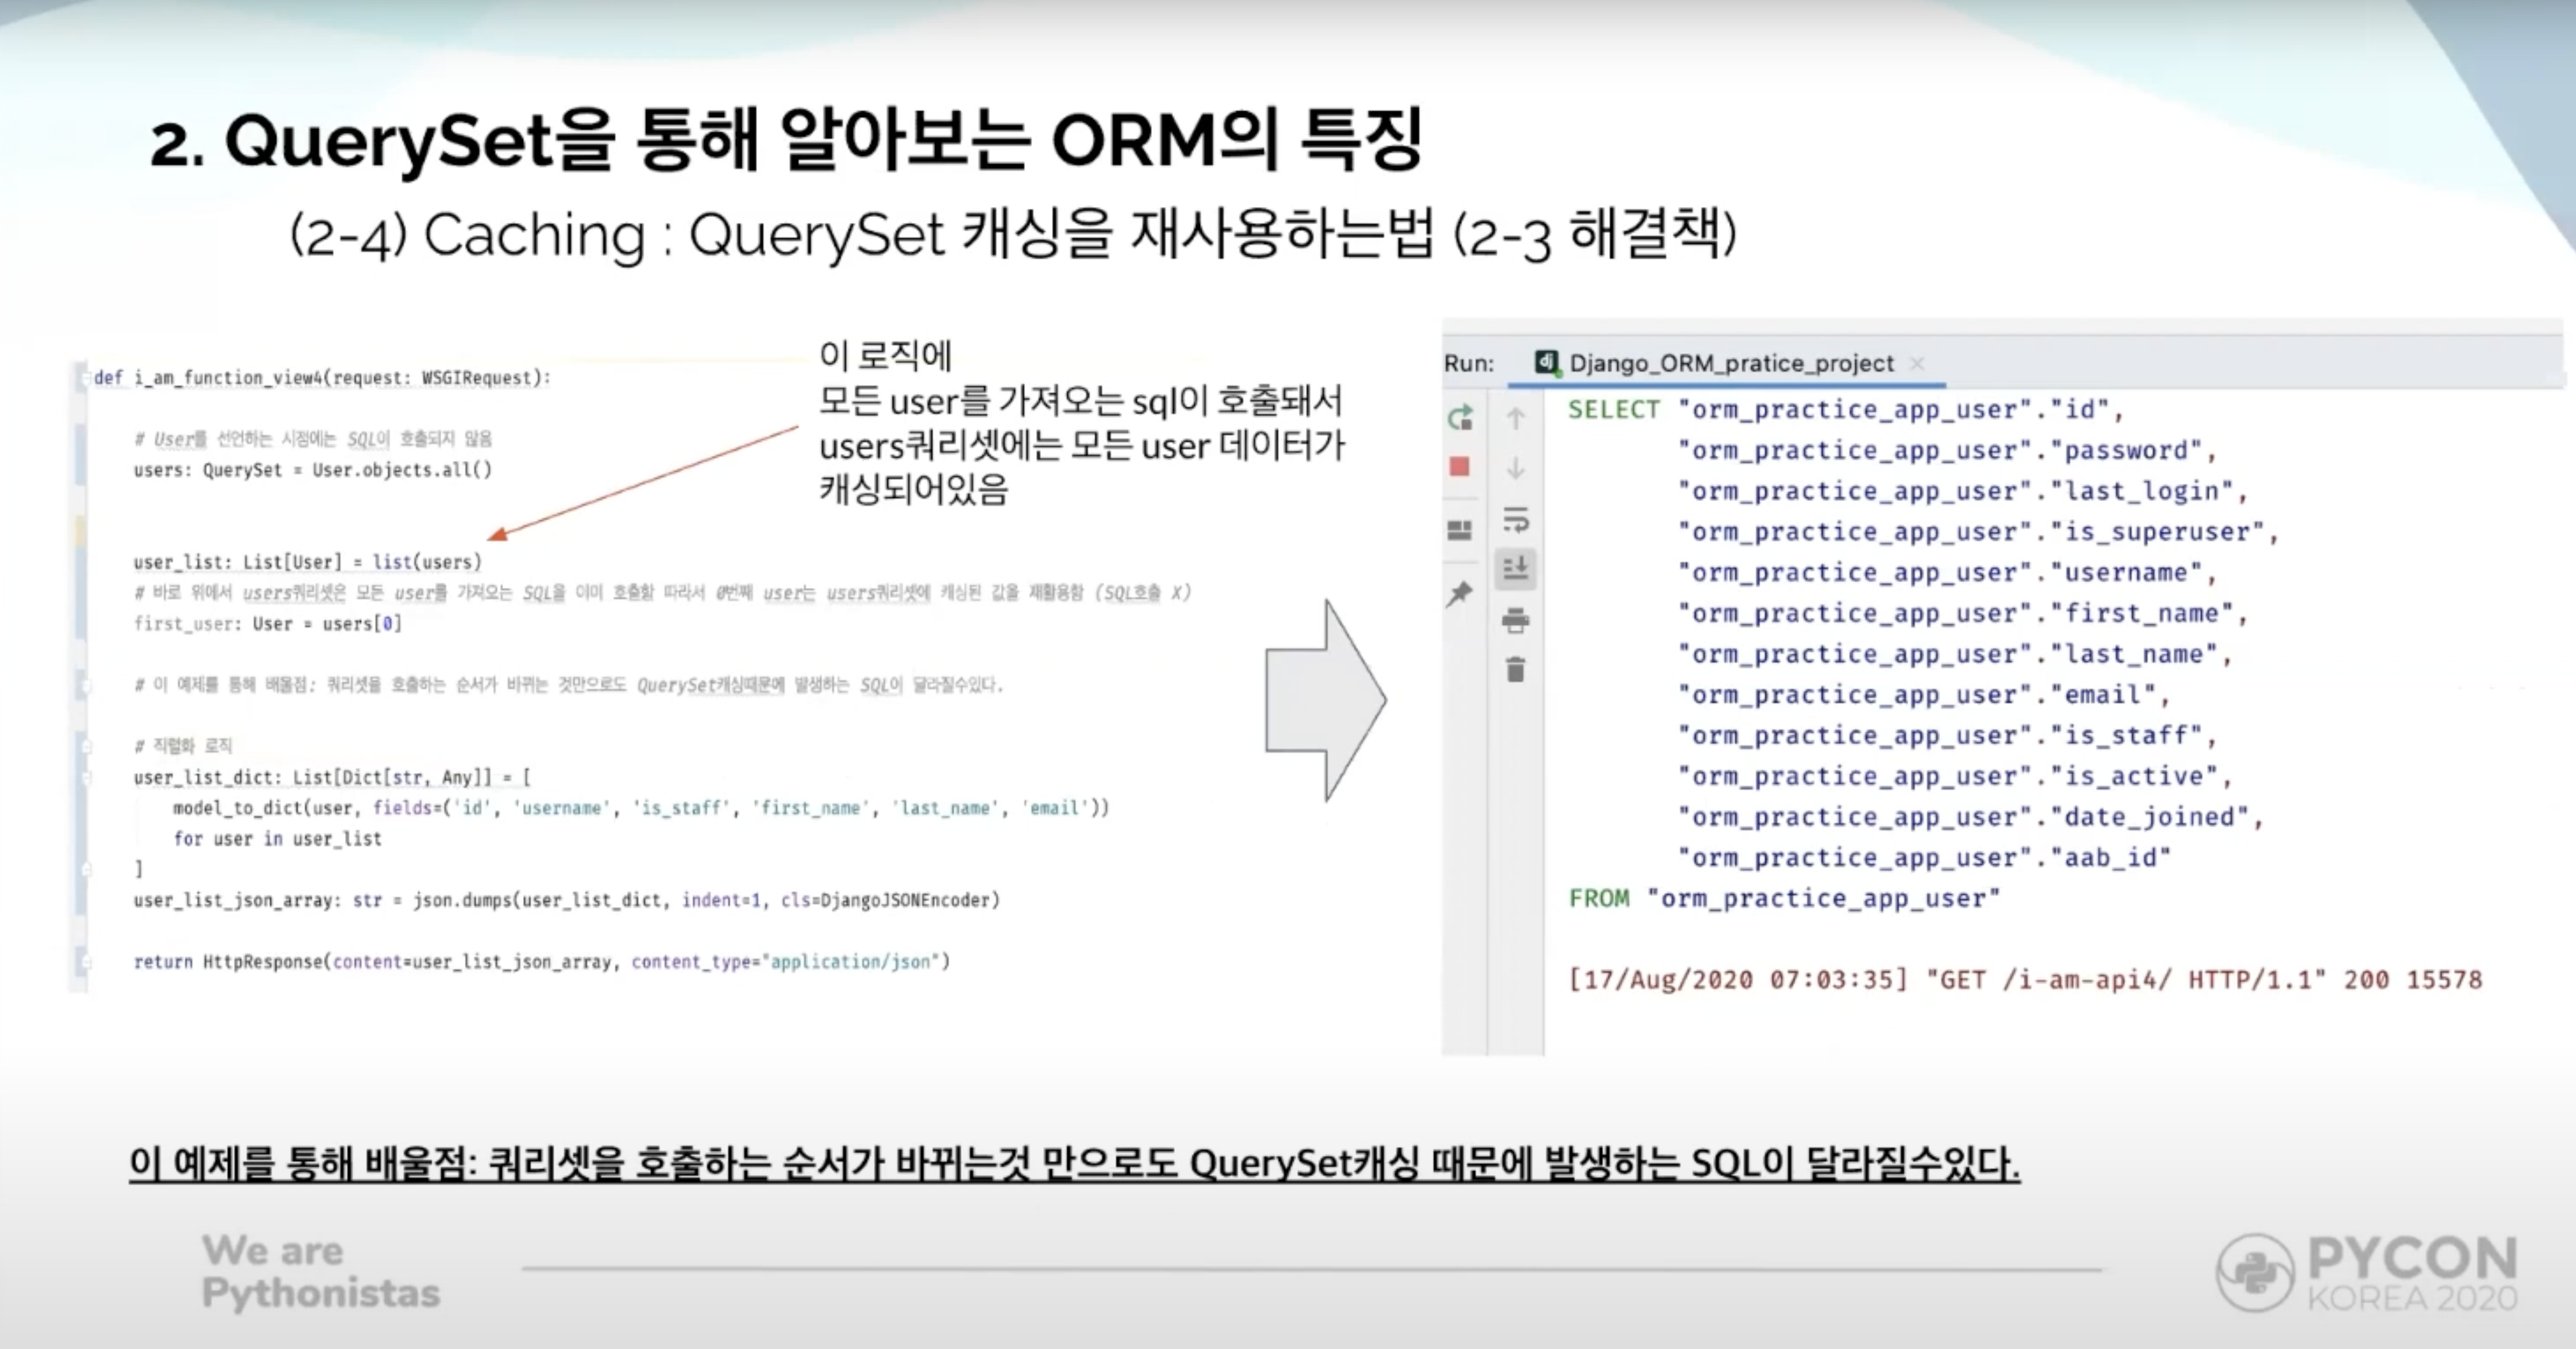 2. QuerySet을 통해 알아보는 ORM의 특징
(2-4) Caching : QuerySet 캐싱을 재사용하는법 (2-3 해결책)
이 로직에
모든 user를 가져오는 sql이 호출돼서
users쿼리셋에는 모든 user 데이터가
캐싱되어있음
def i_am_function_view4(request: WSGIRequest):
# User를 선언하는 시점에는 SQL이 호출되지 않음
users: QuerySet = User.objects.all()
user_list: List[User] = list(users)
# 바로 위에서 users쿼리셋은 모든 user를 가져오는 SQL을 이미 호출함 따라서 0번째 user는 users쿼리셋에 캐싱된 값을 재활용함 (SQL호출 X)
first_user: User = users[0]
# 이 예제를 통해 배울점: 쿼리셋을 호출하는 순서가 바뀌는 것만으로도 QuerySet캐싱때문에 발생하는 SQL이 달라질수있다.
# 직렬화 로직
user_list_dict: List[Dict[str, Any]] = [
model_to_dict(user, fields=('id', 'username', 'is_staff', 'first_name', 'last_name', 'email'))
for user in user_list
]
user_list_json_array: str = json.dumps(user_list_dict, indent=1, cls=DjangoJSONEncoder)
return HttpResponse(content=user_list_json_array, content_type="application/json")
Run: dj Django_ORM_pratice_project
SELECT "orm_practice_app_user"."id",
"orm_practice_app_user"."password",
"orm_practice_app_user"."last_login",
"orm_practice_app_user"."is_superuser",
"orm_practice_app_user"."username",
"orm_practice_app_user"."first_name",
"orm_practice_app_user"."last_name",
"orm_practice_app_user"."email",
"orm_practice_app_user"."is_staff",
"orm_practice_app_user"."is_active",
"orm_practice_app_user"."date_joined",
"orm_practice_app_user"."aab_id"
FROM "orm_practice_app_user"
[17/Aug/2020 07:03:35] "GET /i-am-api4/ HTTP/1.1" 200 15578
이 예제를 통해 배울점: 쿼리셋을 호출하는 순서가 바뀌는것 만으로도 QuerySet캐싱 때문에 발생하는 SQL이 달라질수있다.
We are
Pythonistas
PYCON
KOREA 2020